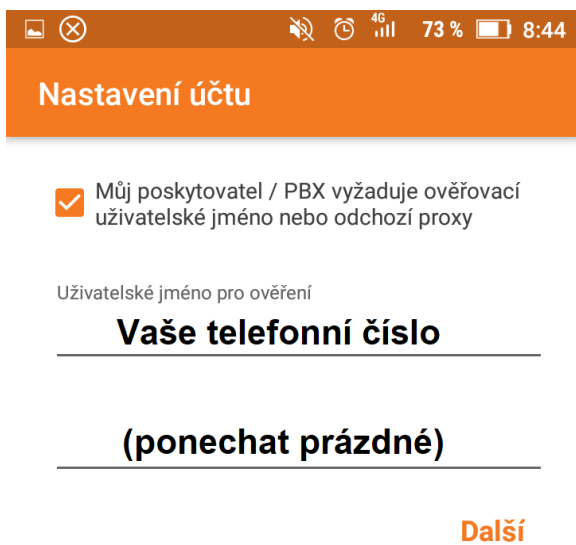 4G 73 % 8:44
Nastavení účtu
Můj poskytovatel / PBX vyžaduje ověřovací
uživatelské jméno nebo odchozí proxy
Uživatelské jméno pro ověření
Vaše telefonní číslo
(ponechat prázdné)
Další